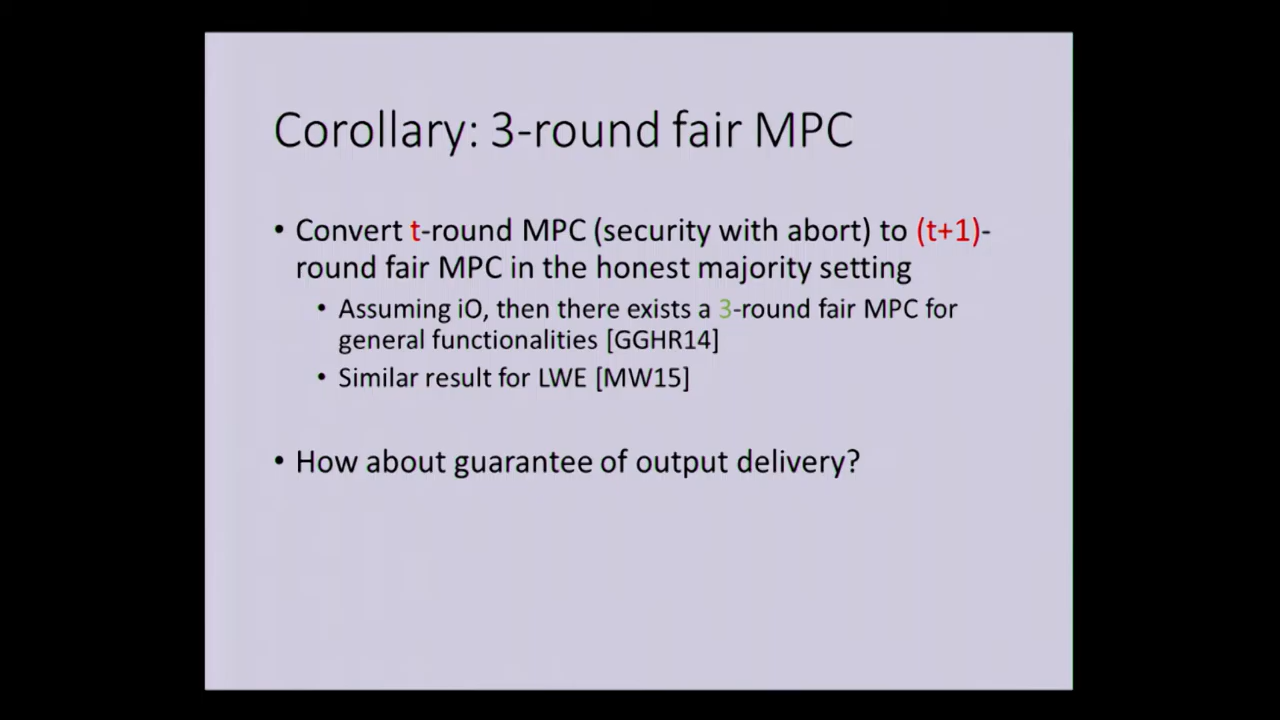 Corollary: 3-round fair MPC
• Convert t-round MPC (security with abort) to (t+1)-
round fair MPC in the honest majority setting
• Assuming iO, then there exists a 3-round fair MPC for
general functionalities [GGHR14]
• Similar result for LWE [MW15]
• How about guarantee of output delivery?